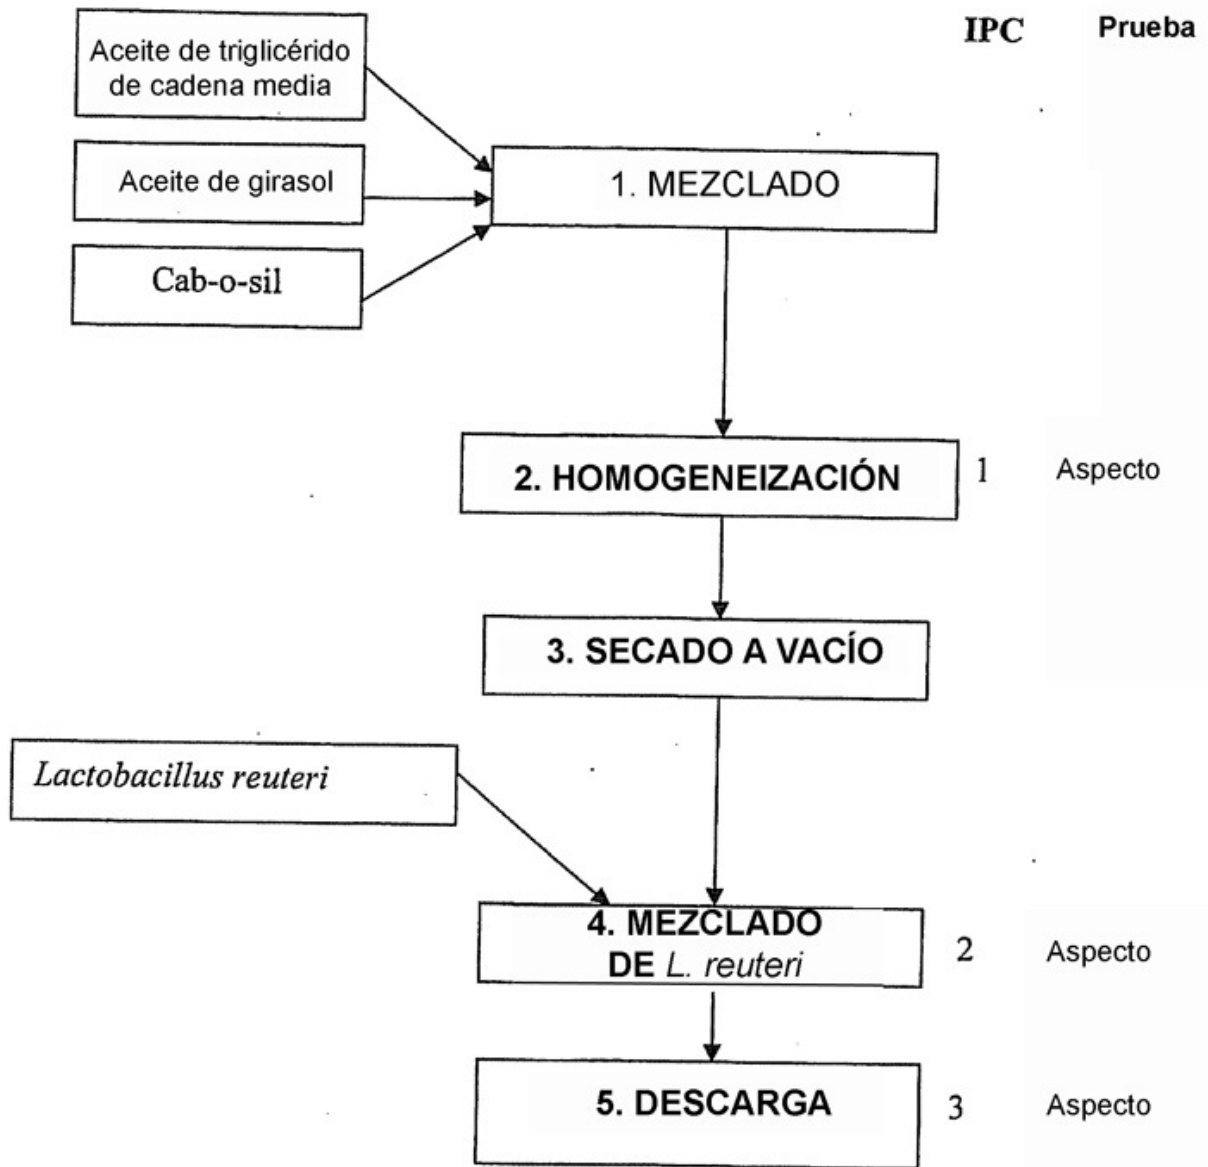 IPC Prueba
Aceite de triglicérido
de cadena media
Aceite de girasol
Cab-o-sil
1. MEZCLADO
2. HOMOGENEIZACIÓN 1 Aspecto
3. SECADO A VACÍO
Lactobacillus reuteri
4. MEZCLADO
DE L. reuteri
2 Aspecto
5. DESCARGA 3 Aspecto